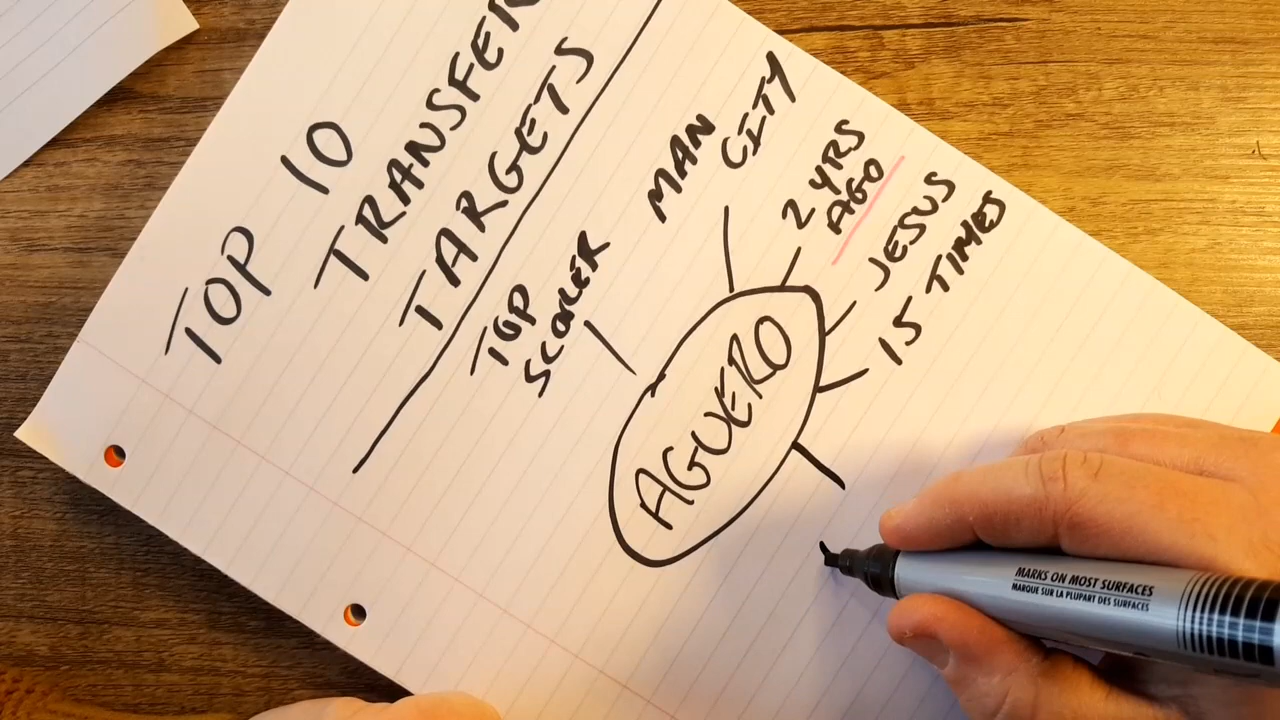 TOP 10
TRANSFER
TARGETS
TOP
SCORER
MAN
CITY
2 YRS
AGO
JESUS
15 TIMES
AGUERO
MARKS ON MOST SURFACES
MARQUE SUR LA PLUPART DES SURFACES